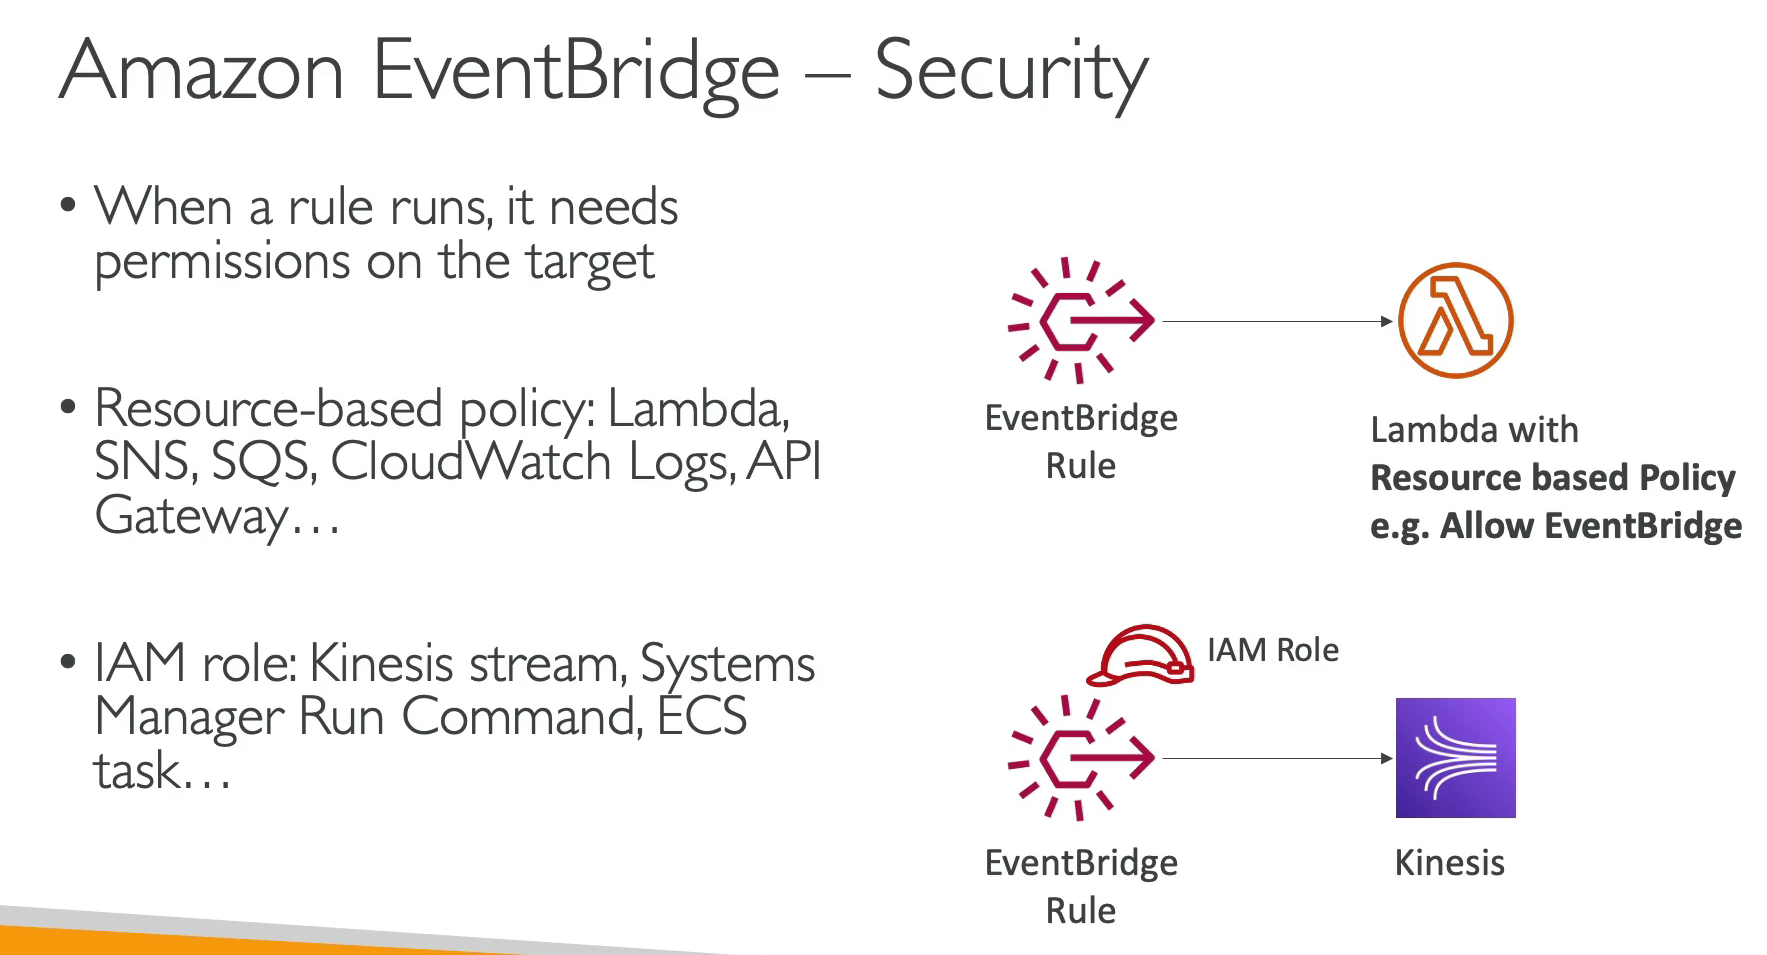 Amazon EventBridge – Security
• When a rule runs, it needs
permissions on the target
• Resource-based policy: Lambda,
SNS, SQS, CloudWatch Logs, API
Gateway…
• IAM role: Kinesis stream, Systems
Manager Run Command, ECS
task…
EventBridge
Rule
Lambda with
Resource based Policy
e.g. Allow EventBridge
IAM Role
EventBridge
Rule
Kinesis